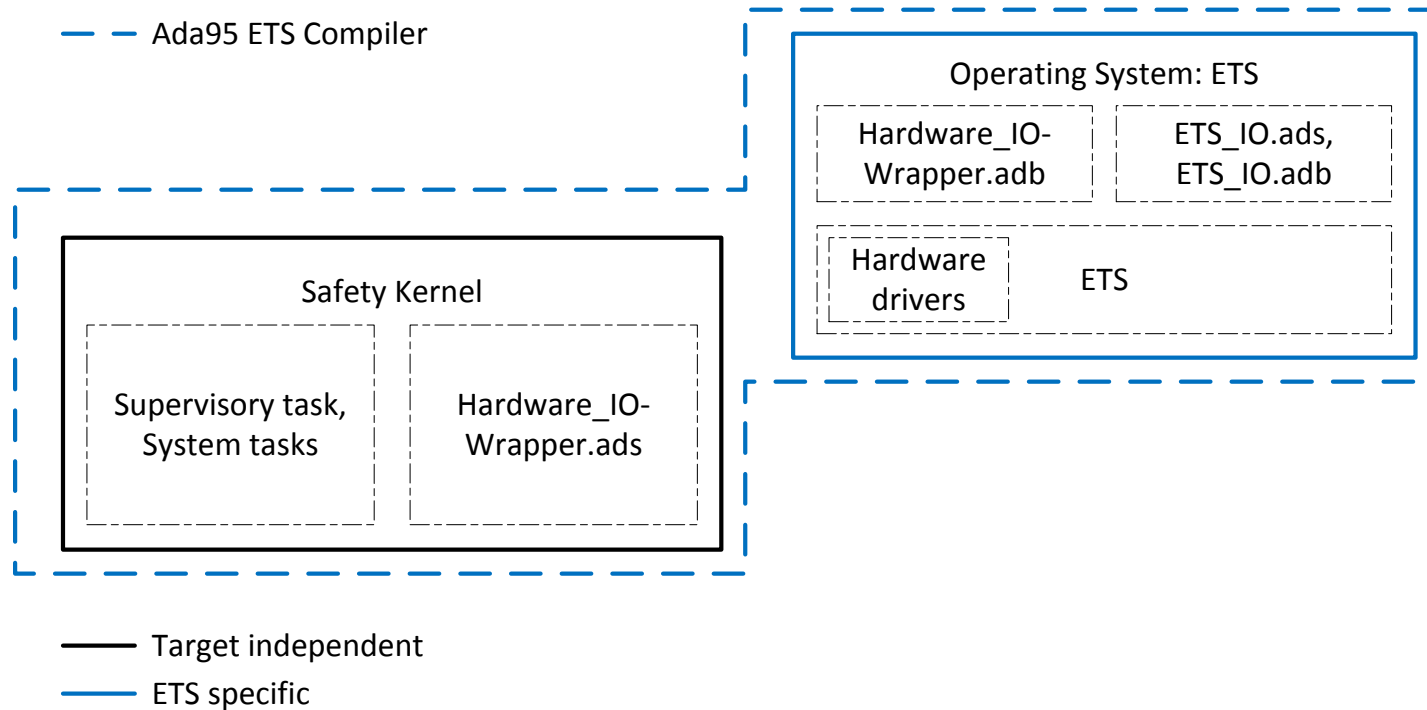 Ada95 ETS Compiler
Operating System: ETS
Hardware_IO-
Wrapper.adb
ETS_IO.ads,
ETS_IO.adb
Hardware
drivers
ETS
Safety Kernel
Supervisory task,
System tasks
Hardware_IO-
Wrapper.ads
Target independent
ETS specific